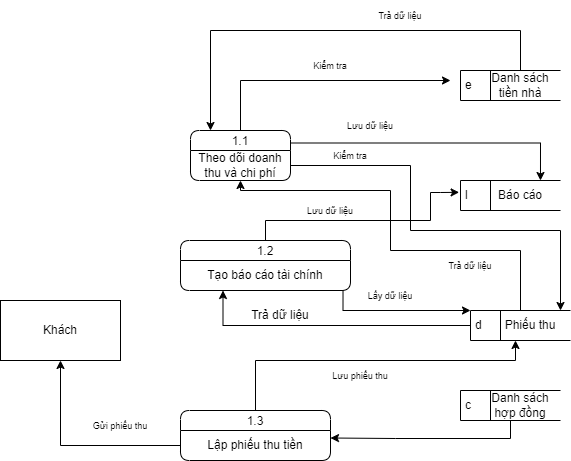 Trả dữ liệu
Kiểm tra
e
Danh sách
tiền nhà
1.1
Theo dõi doanh
thu và chi phí
Lưu dữ liệu
Kiểm tra
l
Báo cáo
Lưu dữ liệu
1.2
Tạo báo cáo tài chính
Trả dữ liệu
Lấy dữ liệu
Trả dữ liệu
d
Phiếu thu
Khách
Lưu phiếu thu
c
Danh sách
hợp đồng
Gửi phiếu thu
1.3
Lập phiếu thu tiền